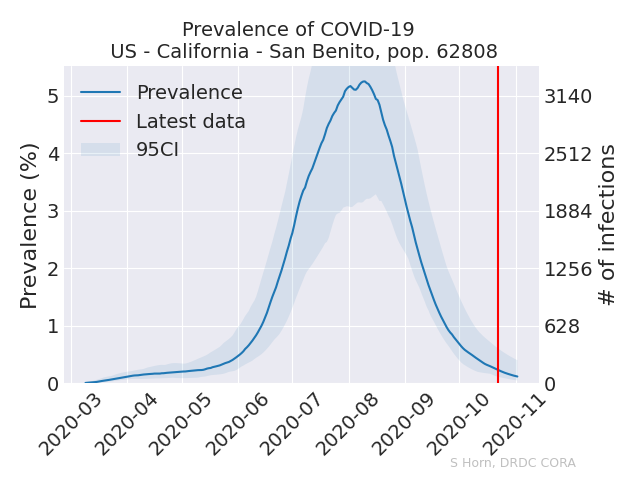 Prevalence of COVID-19
US - California - San Benito, pop. 62808
Prevalence
Latest data
95CI
Prevalence (%)
5
4
3
2
1
0
3140
2512
1884
1256
628
0
# of infections
2020-03
2020-04
2020-05
2020-06
2020-07
2020-08
2020-09
2020-10
2020-11
S Horn, DRDC CORA